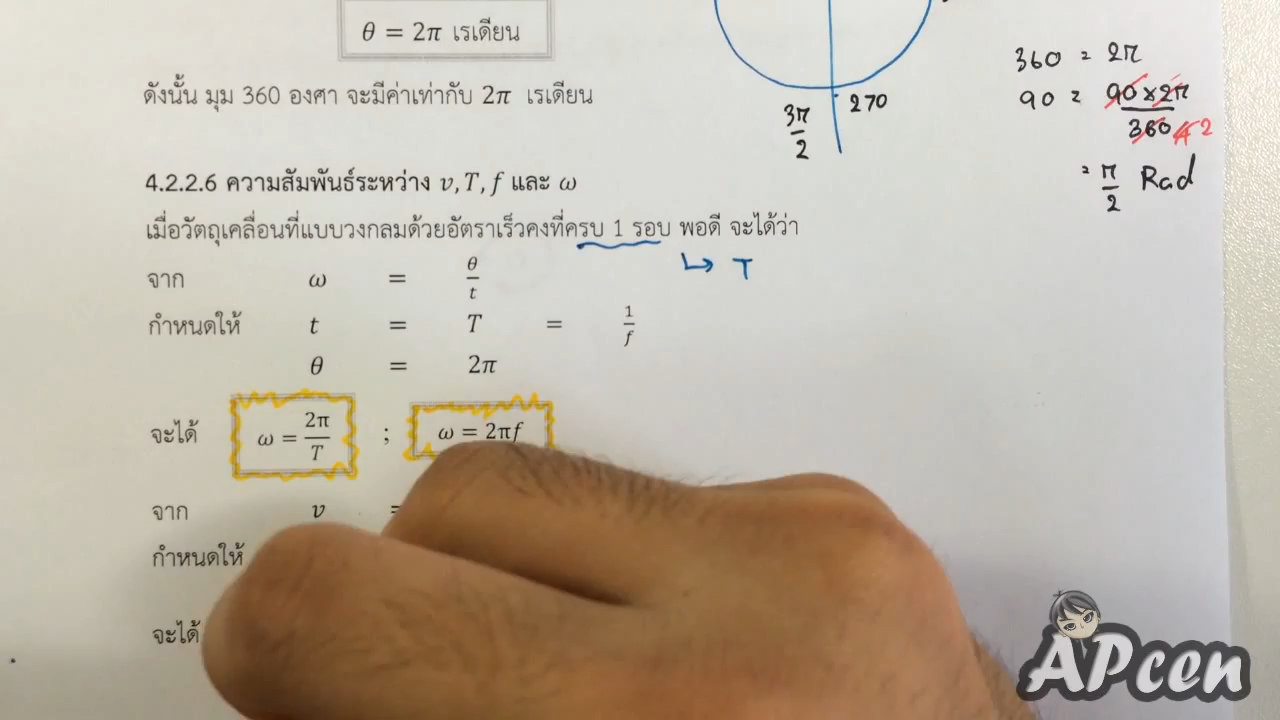 θ = 2π เรเดียน
ดังนั้น มุม 360 องศา จะมีค่าเท่ากับ 2π เรเดียน
3π/2
270
360 = 2π
90 = 90 × 2π / 360 4 2
= π/2 Rad
4.2.2.6 ความสัมพันธ์ระหว่าง v, T, f และ ω
เมื่อวัตถุเคลื่อนที่แบบวงกลมด้วยอัตราเร็วคงที่ครบ 1 รอบ พอดี จะได้ว่า
↳ T
จาก ω = θ/t
กำหนดให้ t = T = 1/f
θ = 2π
จะได้ ω = 2π/T ; ω = 2πf
จาก v =
กำหนดให้
จะได้
APcen